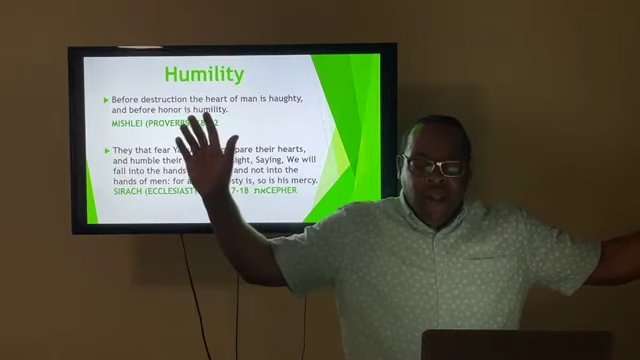 Humility
Before destruction the heart of man is haughty,
and before honor is humility.
MISHLEI (PROVERBS)
They that fear pare their hearts,
and humble their ight, Saying, We will
fall into the hands and not into the
hands of men: for a esty is, so is his mercy.
SIRACH (ECCLESIAST 7-18 את CEPHER